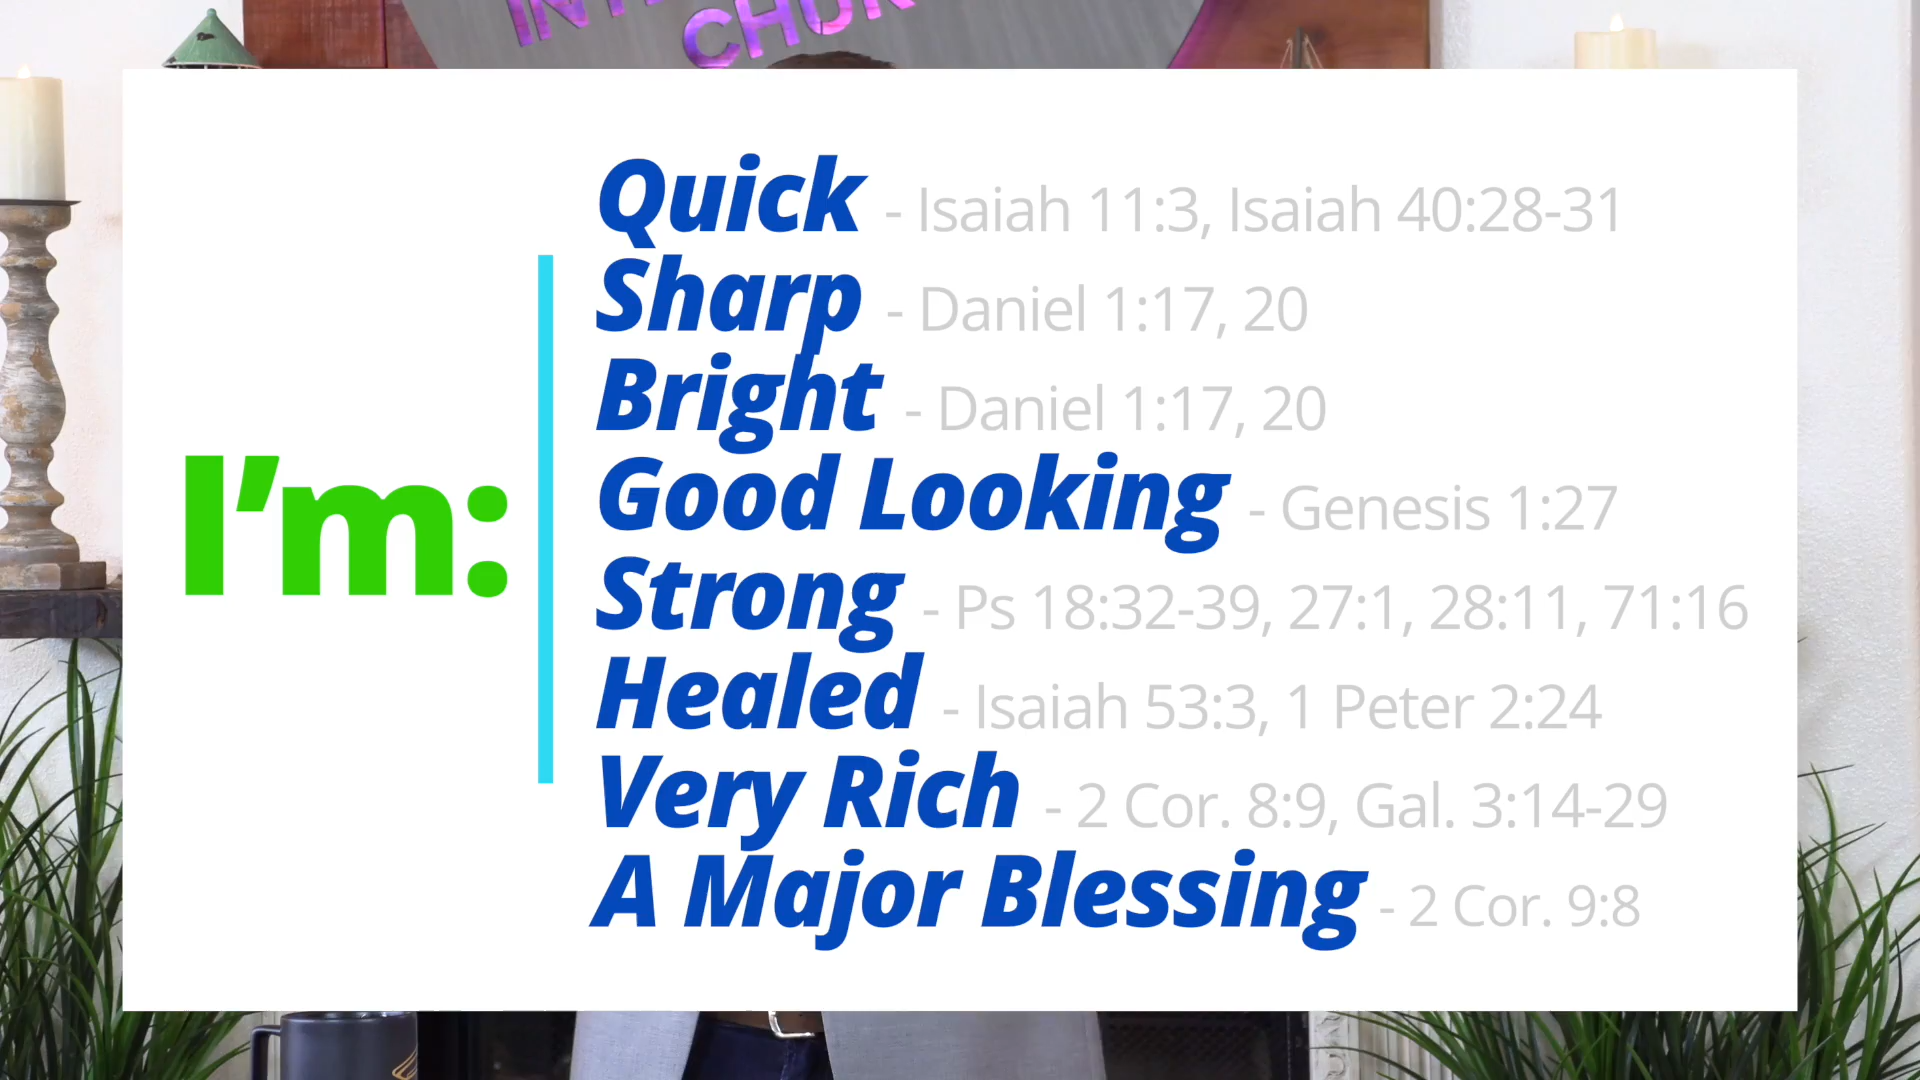 CHUR
I’m:
Quick - Isaiah 11:3, Isaiah 40:28-31
Sharp - Daniel 1:17, 20
Bright - Daniel 1:17, 20
Good Looking - Genesis 1:27
Strong - Ps 18:32-39, 27:1, 28:11, 71:16
Healed - Isaiah 53:3, 1 Peter 2:24
Very Rich - 2 Cor. 8:9, Gal. 3:14-29
A Major Blessing - 2 Cor. 9:8